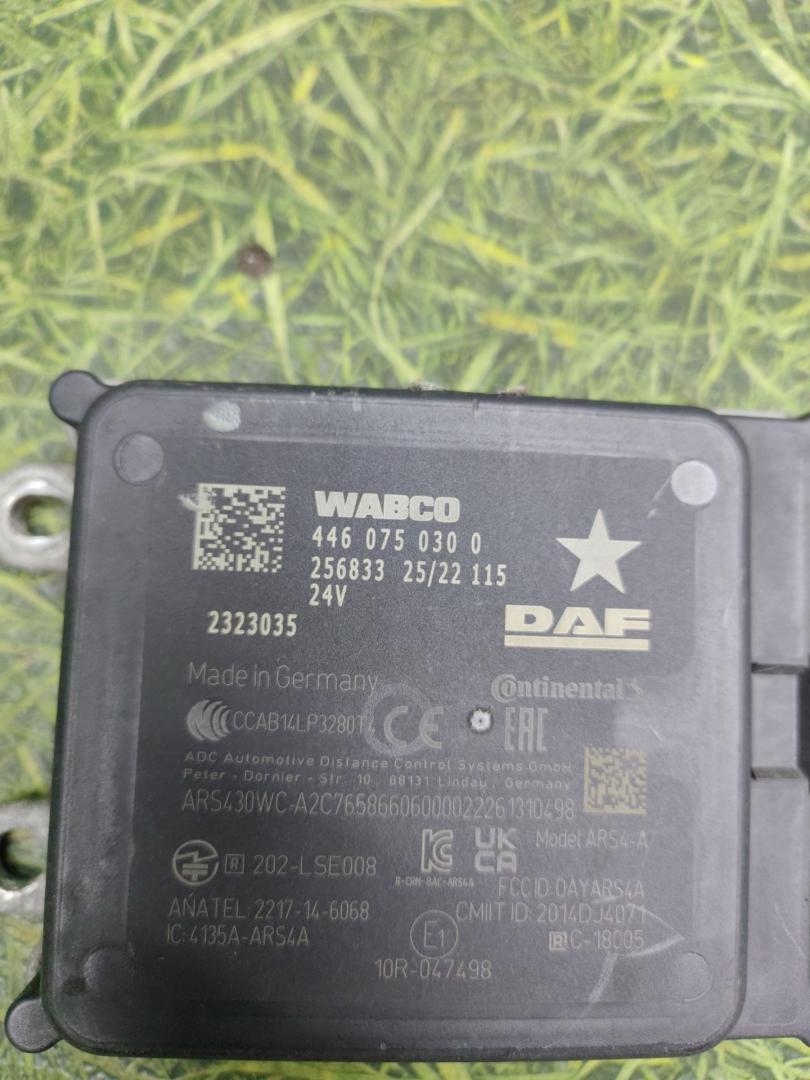 WABCO
446 075 030 0
256833 25/22 115
24V
2323035
DAF
Made in Germany
Continental
CCAB14LP3280T4
CE
EAC
ADC Automotive Distance Control Systems GmbH
Peter - Dornier - Str. 10, 88131 Lindau, Germany
ARS430WC-A2C76586606000022261310498
Model ARS4-A
UK
CA
R 202-LSE008
R-CRM-8AC-ARS4A
FCC ID: OAYARS4A
ANATEL: 2217-14-6068
CMIIT ID: 2014DJ4071
IC: 4135A-ARS4A
E1
R C-18005
10R-047498